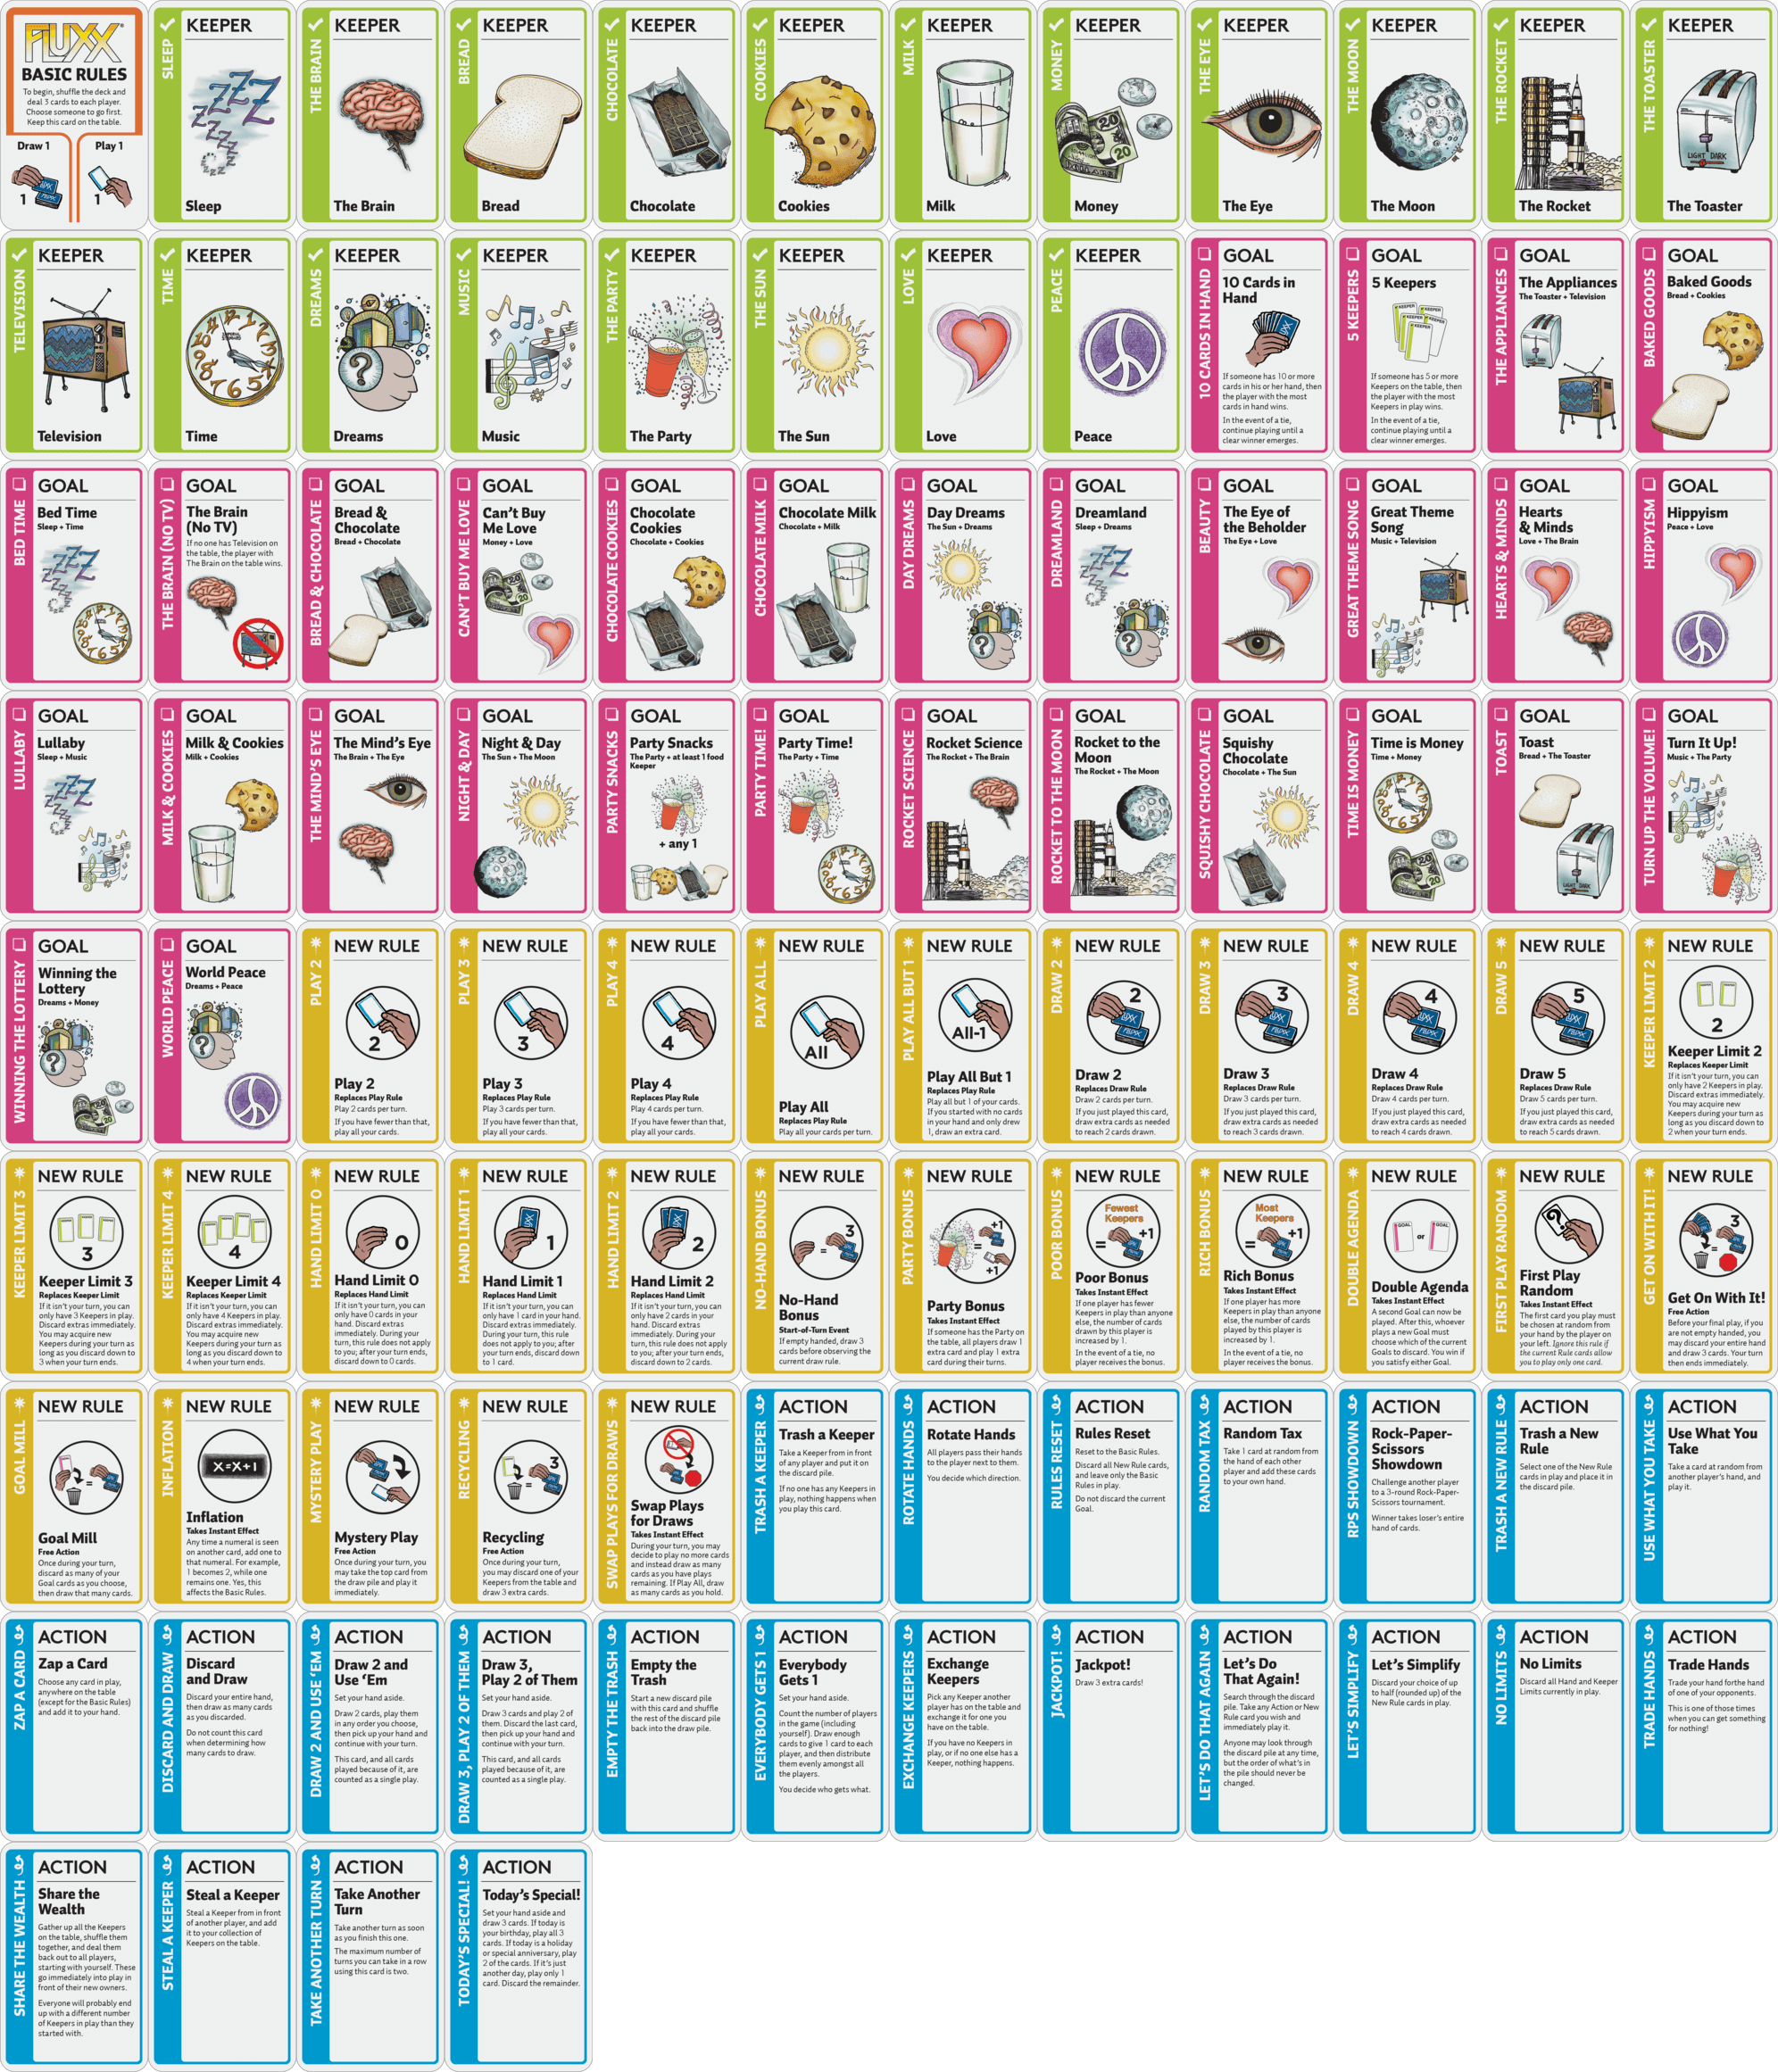 FLUXX
BASIC RULES
To begin, shuffle the deck and
deal 3 cards to each player.
Choose someone to go first.
Keep this card on the table.
Draw 1
Play 1
1
1
SLEEP
KEEPER
Sleep
THE BRAIN
KEEPER
The Brain
BREAD
KEEPER
Bread
CHOCOLATE
KEEPER
Chocolate
COOKIES
KEEPER
Cookies
MILK
KEEPER
Milk
MONEY
KEEPER
20
20
Money
THE EYE
KEEPER
The Eye
THE MOON
KEEPER
The Moon
THE ROCKET
KEEPER
The Rocket
THE TOASTER
KEEPER
LIGHT DARK
The Toaster
TELEVISION
KEEPER
Television
TIME
KEEPER
Time
DREAMS
KEEPER
Dreams
MUSIC
KEEPER
Music
THE PARTY
KEEPER
The Party
THE SUN
KEEPER
The Sun
LOVE
KEEPER
Love
PEACE
KEEPER
Peace
10 CARDS IN HAND
GOAL
10 Cards in
Hand
If someone has 10 or more
cards in his or her hand, then
the player with the most
cards in hand wins.
In the event of a tie,
continue playing until a
clear winner emerges.
5 KEEPERS
GOAL
5 Keepers
If someone has 5 or more
Keepers on the table, then
the player with the most
Keepers in play wins.
In the event of a tie,
continue playing until a
clear winner emerges.
THE APPLIANCES
GOAL
The Appliances
The Toaster + Television
BAKED GOODS
GOAL
Baked Goods
Bread + Cookies
BED TIME
GOAL
Bed Time
Sleep + Time
THE BRAIN (NO TV)
GOAL
The Brain
(No TV)
If no one has Television on
the table, the player with
The Brain on the table wins.
BREAD & CHOCOLATE
GOAL
Bread &
Chocolate
Bread + Chocolate
CAN'T BUY ME LOVE
GOAL
Can't Buy
Me Love
Money + Love
CHOCOLATE COOKIES
GOAL
Chocolate
Cookies
Chocolate + Cookies
CHOCOLATE MILK
GOAL
Chocolate Milk
Chocolate + Milk
DAY DREAMS
GOAL
Day Dreams
The Sun + Dreams
DREAMLAND
GOAL
Dreamland
Sleep + Dreams
BEAUTY
GOAL
The Eye of
the Beholder
The Eye + Love
GREAT THEME SONG
GOAL
Great Theme
Song
Music + Television
HEARTS & MINDS
GOAL
Hearts
& Minds
Love + The Brain
HIPPYISM
GOAL
Hippyism
Peace + Love
LULLABY
GOAL
Lullaby
Sleep + Music
MILK & COOKIES
GOAL
Milk & Cookies
Milk + Cookies
THE MIND'S EYE
GOAL
The Mind's Eye
The Brain + The Eye
NIGHT & DAY
GOAL
Night & Day
The Sun + The Moon
PARTY SNACKS
GOAL
Party Snacks
The Party + at least 1 food
Keeper
+ any 1
PARTY TIME!
GOAL
Party Time!
The Party + Time
ROCKET SCIENCE
GOAL
Rocket Science
The Rocket + The Brain
ROCKET TO THE MOON
GOAL
Rocket to the
Moon
The Rocket + The Moon
SQUISHY CHOCOLATE
GOAL
Squishy
Chocolate
Chocolate + The Sun
TIME IS MONEY
GOAL
Time is Money
Time + Money
TOAST
GOAL
Toast
Bread + The Toaster
LIGHT DARK
TURN UP THE VOLUME!
GOAL
Turn It Up!
Music + The Party
WINNING THE LOTTERY
GOAL
Winning the
Lottery
Dreams + Money
WORLD PEACE
GOAL
World Peace
Dreams + Peace
PLAY 2
NEW RULE
2
Play 2
Replaces Play Rule
Play 2 cards per turn.
If you have fewer than that,
play all your cards.
PLAY 3
NEW RULE
3
Play 3
Replaces Play Rule
Play 3 cards per turn.
If you have fewer than that,
play all your cards.
PLAY 4
NEW RULE
4
Play 4
Replaces Play Rule
Play 4 cards per turn.
If you have fewer than that,
play all your cards.
PLAY ALL
NEW RULE
All
Play All
Replaces Play Rule
Play all your cards per turn.
PLAY ALL BUT 1
NEW RULE
All-1
Play All But 1
Replaces Play Rule
Play all but 1 of your cards.
If you started with no cards
in your hand and only drew
1, draw an extra card.
DRAW 2
NEW RULE
2
Draw 2
Replaces Draw Rule
Draw 2 cards per turn.
If you just played this card,
draw extra cards as needed
to reach 2 cards drawn.
DRAW 3
NEW RULE
3
Draw 3
Replaces Draw Rule
Draw 3 cards per turn.
If you just played this card,
draw extra cards as needed
to reach 3 cards drawn.
DRAW 4
NEW RULE
4
Draw 4
Replaces Draw Rule
Draw 4 cards per turn.
If you just played this card,
draw extra cards as needed
to reach 4 cards drawn.
DRAW 5
NEW RULE
5
Draw 5
Replaces Draw Rule
Draw 5 cards per turn.
If you just played this card,
draw extra cards as needed
to reach 5 cards drawn.
KEEPER LIMIT 2
NEW RULE
2
Keeper Limit 2
Replaces Keeper Limit
If it isn't your turn, you can
only have 2 Keepers in play.
Discard extras immediately.
You may acquire new
Keepers during your turn as
long as you discard down to
2 when your turn ends.
KEEPER LIMIT 3
NEW RULE
3
Keeper Limit 3
Replaces Keeper Limit
If it isn't your turn, you can
only have 3 Keepers in play.
Discard extras immediately.
You may acquire new
Keepers during your turn as
long as you discard down to
3 when your turn ends.
KEEPER LIMIT 4
NEW RULE
4
Keeper Limit 4
Replaces Keeper Limit
If it isn't your turn, you can
only have 4 Keepers in play.
Discard extras immediately.
You may acquire new
Keepers during your turn as
long as you discard down to
4 when your turn ends.
HAND LIMIT 0
NEW RULE
0
Hand Limit 0
Replaces Hand Limit
If it isn't your turn, you can
only have 0 cards in your
hand. Discard extras
immediately. During your
turn, this rule does not apply
to you; after your turn ends,
discard down to 0 cards.
HAND LIMIT 1
NEW RULE
1
Hand Limit 1
Replaces Hand Limit
If it isn't your turn, you can
only have 1 card in your hand.
Discard extras immediately.
During your turn, this rule
does not apply to you; after
your turn ends, discard down
to 1 card.
HAND LIMIT 2
NEW RULE
2
Hand Limit 2
Replaces Hand Limit
If it isn't your turn, you can
only have 2 cards in your
hand. Discard extras
immediately. During your
turn, this rule does not apply
to you; after your turn ends,
discard down to 2 cards.
NO-HAND BONUS
NEW RULE
= 3
No-Hand
Bonus
Start-of-Turn Event
If empty handed, draw 3
cards before observing the
current draw rule.
PARTY BONUS
NEW RULE
+1
=
+1
Party Bonus
Takes Instant Effect
If someone has the Party on
the table, all players draw 1
extra card and play 1 extra
card during their turns.
POOR BONUS
NEW RULE
Fewest
Keepers
= +1
Poor Bonus
Takes Instant Effect
If one player has fewer
Keepers in play than anyone
else, the number of cards
drawn by this player is
increased by 1.
In the event of a tie, no
player receives the bonus.
RICH BONUS
NEW RULE
Most
Keepers
= +1
Rich Bonus
Takes Instant Effect
If one player has more
Keepers in play than anyone
else, the number of cards
played by this player is
increased by 1.
In the event of a tie, no
player receives the bonus.
DOUBLE AGENDA
NEW RULE
GOAL or GOAL
Double Agenda
Takes Instant Effect
A second Goal can now be
played. After this, whoever
plays a new Goal must
choose which of the current
Goals to discard. You win if
you satisfy either Goal.
FIRST PLAY RANDOM
NEW RULE
?
First Play
Random
Takes Instant Effect
The first card you play must
be chosen at random from
your hand by the player on
your left. Ignore this rule if
the current Rule cards allow
you to play only one card.
GET ON WITH IT!
NEW RULE
= 3
Get On With It!
Free Action
Before your final play, if you
are not empty handed, you
may discard your entire hand
and draw 3 cards. Your turn
then ends immediately.
GOAL MILL
NEW RULE
=
Goal Mill
Free Action
Once during your turn,
discard as many of your
Goal cards as you choose,
then draw that many cards.
INFLATION
NEW RULE
X=X+1
Inflation
Takes Instant Effect
Any time a numeral is seen
on another card, add one to
that numeral. For example,
1 becomes 2, while one
remains one. Yes, this
affects the Basic Rules.
MYSTERY PLAY
NEW RULE
Mystery Play
Free Action
Once during your turn, you
may take the top card from
the draw pile and play it
immediately.
RECYCLING
NEW RULE
= 3
Recycling
Free Action
Once during your turn,
you may discard one of your
Keepers from the table and
draw 3 extra cards.
SWAP PLAYS FOR DRAWS
NEW RULE
Swap Plays
for Draws
Takes Instant Effect
During your turn, you may
decide to play no more cards
and instead draw as many
cards as you have plays
remaining. If Play All, draw
as many cards as you hold.
TRASH A KEEPER
ACTION
Trash a Keeper
Take a Keeper from in front
of any player and put it on
the discard pile.
If no one has any Keepers in
play, nothing happens when
you play this card.
ROTATE HANDS
ACTION
Rotate Hands
All players pass their hands
to the player next to them.
You decide which direction.
RULES RESET
ACTION
Rules Reset
Reset to the Basic Rules.
Discard all New Rule cards,
and leave only the Basic
Rules in play.
Do not discard the current
Goal.
RANDOM TAX
ACTION
Random Tax
Take 1 card at random from
the hand of each other
player and add these cards
to your own hand.
RPS SHOWDOWN
ACTION
Rock-Paper-
Scissors
Showdown
Challenge another player
to a 3-round Rock-Paper-
Scissors tournament.
Winner takes loser's entire
hand of cards.
TRASH A NEW RULE
ACTION
Trash a New
Rule
Select one of the New Rule
cards in play and place it in
the discard pile.
USE WHAT YOU TAKE
ACTION
Use What You
Take
Take a card at random from
another player's hand, and
play it.
ZAP A CARD
ACTION
Zap a Card
Choose any card in play,
anywhere on the table
(except for the Basic Rules)
and add it to your hand.
DISCARD AND DRAW
ACTION
Discard
and Draw
Discard your entire hand,
then draw as many cards
as you discarded.
Do not count this card
when determining how
many cards to draw.
DRAW 2 AND USE 'EM
ACTION
Draw 2 and
Use 'Em
Set your hand aside.
Draw 2 cards, play them
in any order you choose,
then pick up your hand and
continue with your turn.
This card, and all cards
played because of it, are
counted as a single play.
DRAW 3, PLAY 2 OF THEM
ACTION
Draw 3,
Play 2 of Them
Set your hand aside.
Draw 3 cards and play 2 of
them. Discard the last card,
then pick up your hand and
continue with your turn.
This card, and all cards
played because of it, are
counted as a single play.
EMPTY THE TRASH
ACTION
Empty the
Trash
Start a new discard pile
with this card and shuffle
the rest of the discard pile
back into the draw pile.
EVERYBODY GETS 1
ACTION
Everybody
Gets 1
Set your hand aside.
Count the number of players
in the game (including
yourself). Draw enough
cards to give 1 card to each
player, and then distribute
them evenly amongst all
the players.
You decide who gets what.
EXCHANGE KEEPERS
ACTION
Exchange
Keepers
Pick any Keeper another
player has on the table and
exchange it for one you
have on the table.
If you have no Keepers in
play, or if no one else has a
Keeper, nothing happens.
JACKPOT!
ACTION
Jackpot!
Draw 3 extra cards!
LET'S DO THAT AGAIN!
ACTION
Let's Do
That Again!
Search through the discard
pile. Take any Action or New
Rule card you wish and
immediately play it.
Anyone may look through
the discard pile at any time,
but the order of what's in
the pile should never be
changed.
LET'S SIMPLIFY
ACTION
Let's Simplify
Discard your choice of up
to half (rounded up) of the
New Rule cards in play.
NO LIMITS
ACTION
No Limits
Discard all Hand and Keeper
Limits currently in play.
TRADE HANDS
ACTION
Trade Hands
Trade your hand forthe hand
of one of your opponents.
This is one of those times
when you can get something
for nothing!
SHARE THE WEALTH
ACTION
Share the
Wealth
Gather up all the Keepers
on the table, shuffle them
together, and deal them
back out to all players,
starting with yourself. These
go immediately into play in
front of their new owners.
Everyone will probably end
up with a different number
of Keepers in play than they
started with.
STEAL A KEEPER
ACTION
Steal a Keeper
Steal a Keeper from in front
of another player, and add
it to your collection of
Keepers on the table.
TAKE ANOTHER TURN
ACTION
Take Another
Turn
Take another turn as soon
as you finish this one.
The maximum number of
turns you can take in a row
using this card is two.
TODAY'S SPECIAL!
ACTION
Today's Special!
Set your hand aside and
draw 3 cards. If today is
your birthday, play all 3
cards. If today is a holiday
or special anniversary, play
2 of the cards. If it's just
another day, play only 1
card. Discard the remainder.